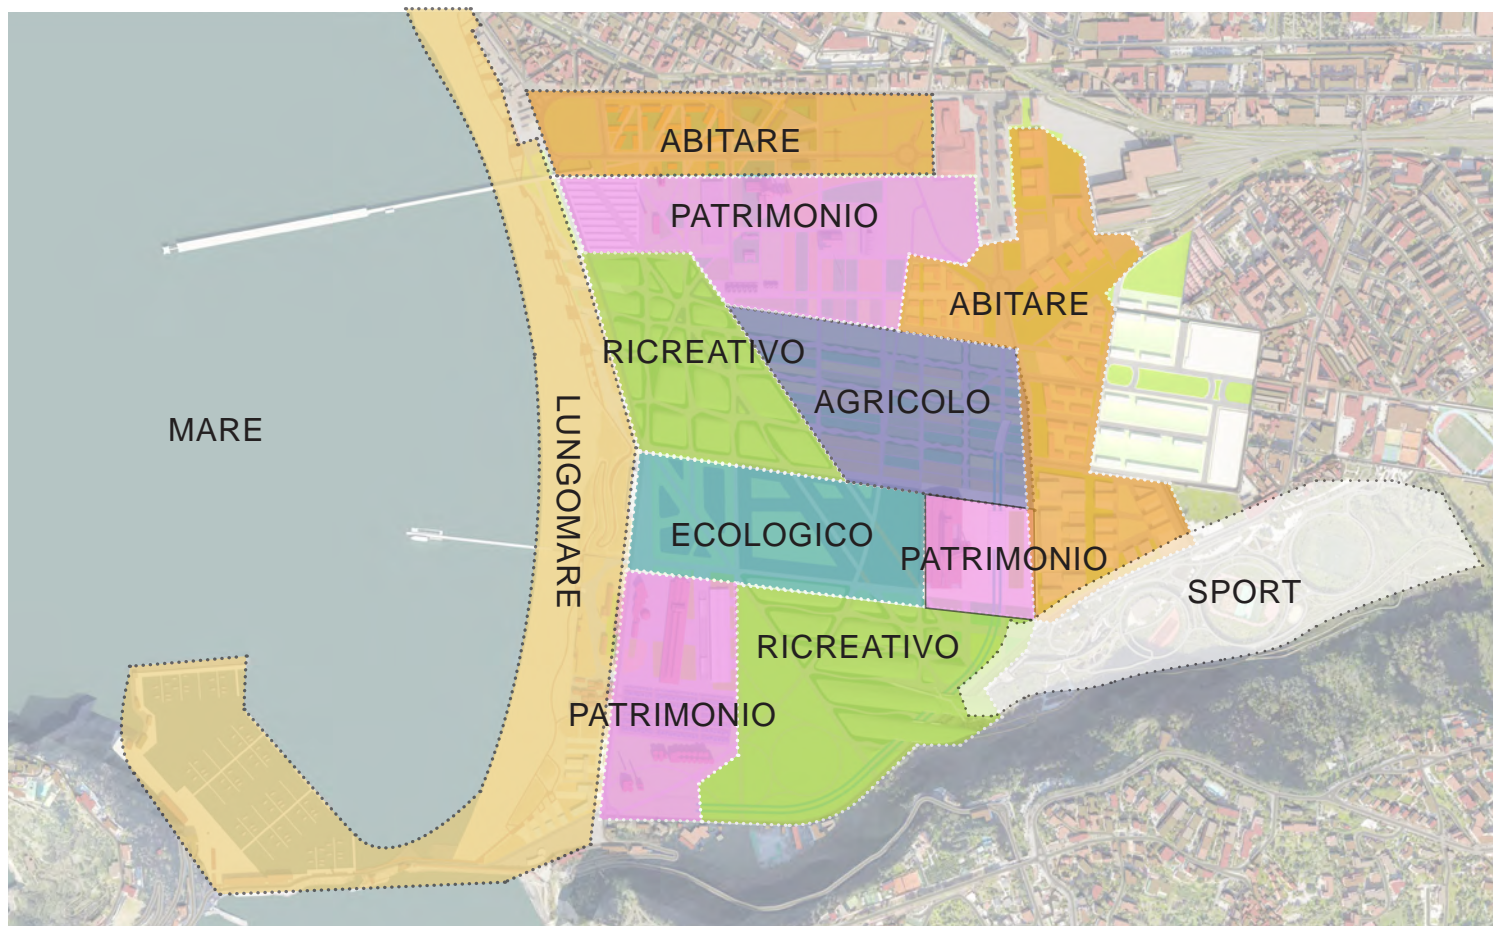 ABITARE
PATRIMONIO
ABITARE
RICREATIVO
AGRICOLO
MARE
LUNGOMARE
ECOLOGICO
PATRIMONIO
SPORT
RICREATIVO
PATRIMONIO